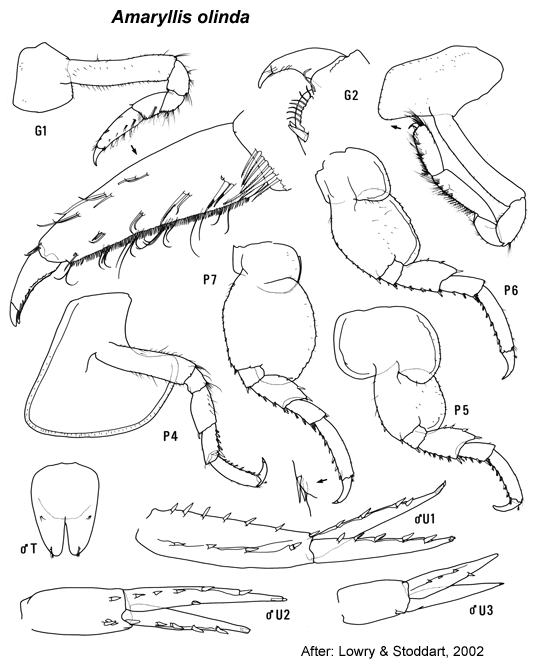 Amaryllis olinda
G1
G2
P6
P7
P5
P4
♂T
♂U1
♂U2
♂U3
After: Lowry & Stoddart, 2002